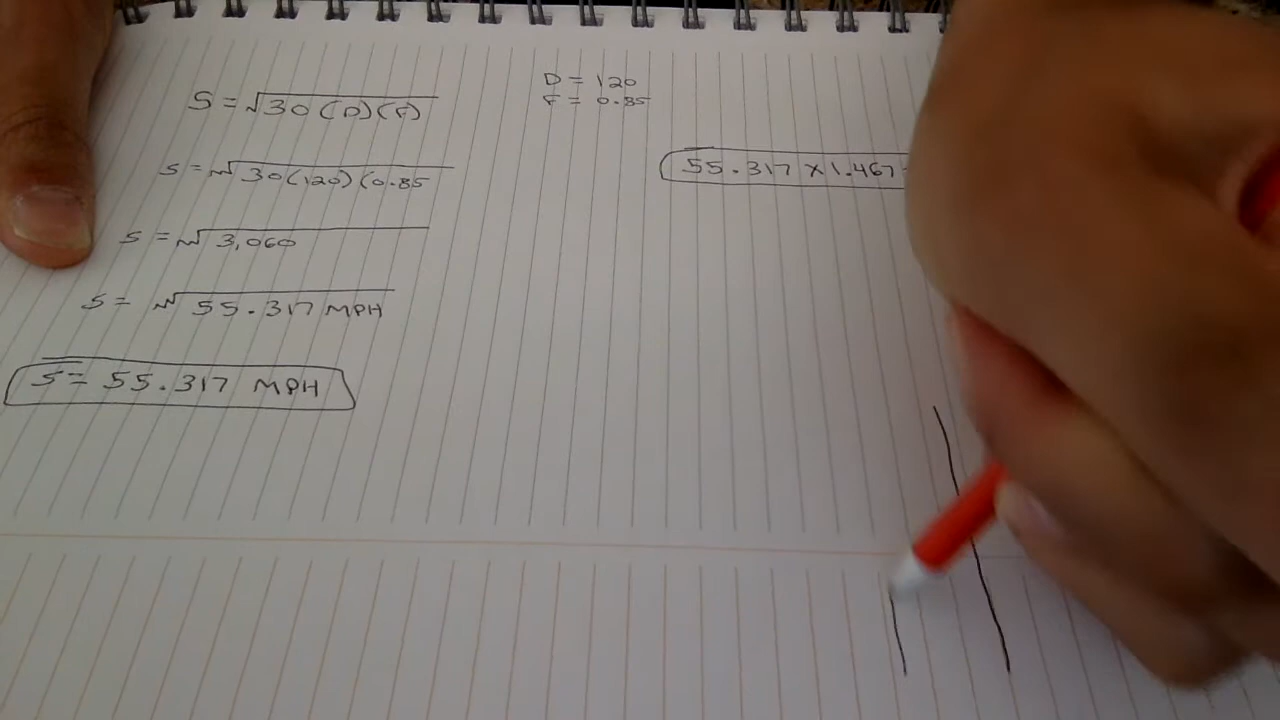 S = √30(D)(F)
D = 120
F = 0.85
S = √30(120)(0.85
55.317 x 1.467
S = √3,060
S = √55.317 MPH
S = 55.317 MPH